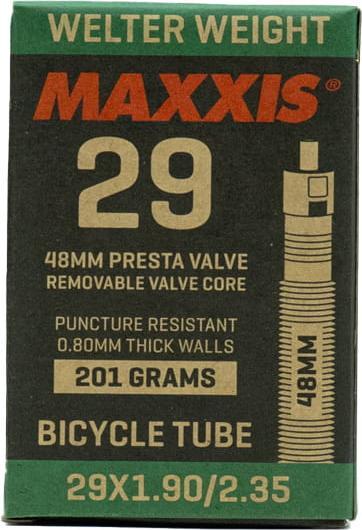 WELTER WEIGHT
MAXXIS®
29
48MM PRESTA VALVE
REMOVABLE VALVE CORE
PUNCTURE RESISTANT
0.80MM THICK WALLS
201 GRAMS
48MM
BICYCLE TUBE
29X1.90/2.35